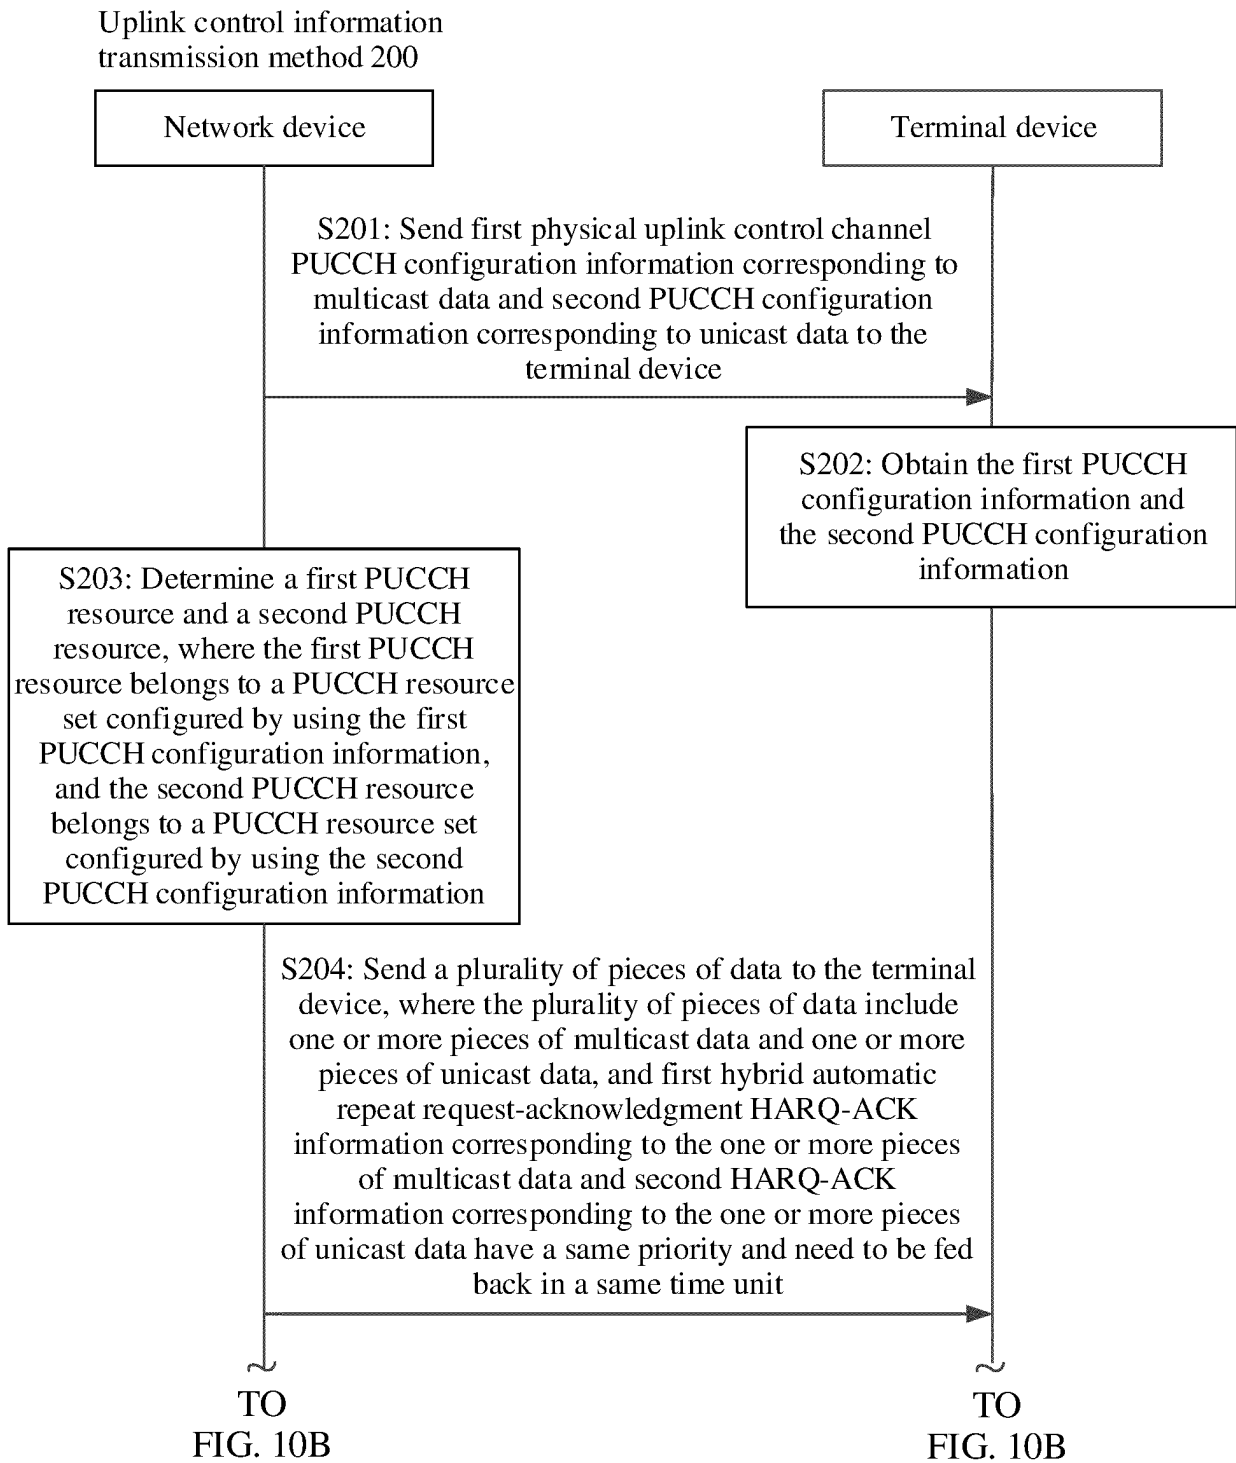 Uplink control information
transmission method 200
Network device
Terminal device
S201: Send first physical uplink control channel
PUCCH configuration information corresponding to
multicast data and second PUCCH configuration
information corresponding to unicast data to the
terminal device
S202: Obtain the first PUCCH
configuration information and
the second PUCCH configuration
information
S203: Determine a first PUCCH
resource and a second PUCCH
resource, where the first PUCCH
resource belongs to a PUCCH resource
set configured by using the first
PUCCH configuration information,
and the second PUCCH resource
belongs to a PUCCH resource set
configured by using the second
PUCCH configuration information
S204: Send a plurality of pieces of data to the terminal
device, where the plurality of pieces of data include
one or more pieces of multicast data and one or more
pieces of unicast data, and first hybrid automatic
repeat request-acknowledgment HARQ-ACK
information corresponding to the one or more pieces
of multicast data and second HARQ-ACK
information corresponding to the one or more pieces
of unicast data have a same priority and need to be fed
back in a same time unit
TO
FIG. 10B
TO
FIG. 10B